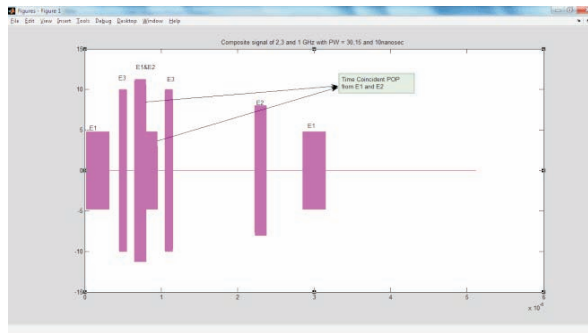 Figures - Figure 1
File Edit View Insert Tools Debug Desktop Window Help
Composite signal of 2,3 and 1 GHz with PW = 30,15 and 10nanosec
15
10
5
0
-5
-10
-15
E1
E3
E1&E2
E3
E2
E1
Time Coincident POP
from E1 and E2
0 1 2 3 4 5 6
x 10